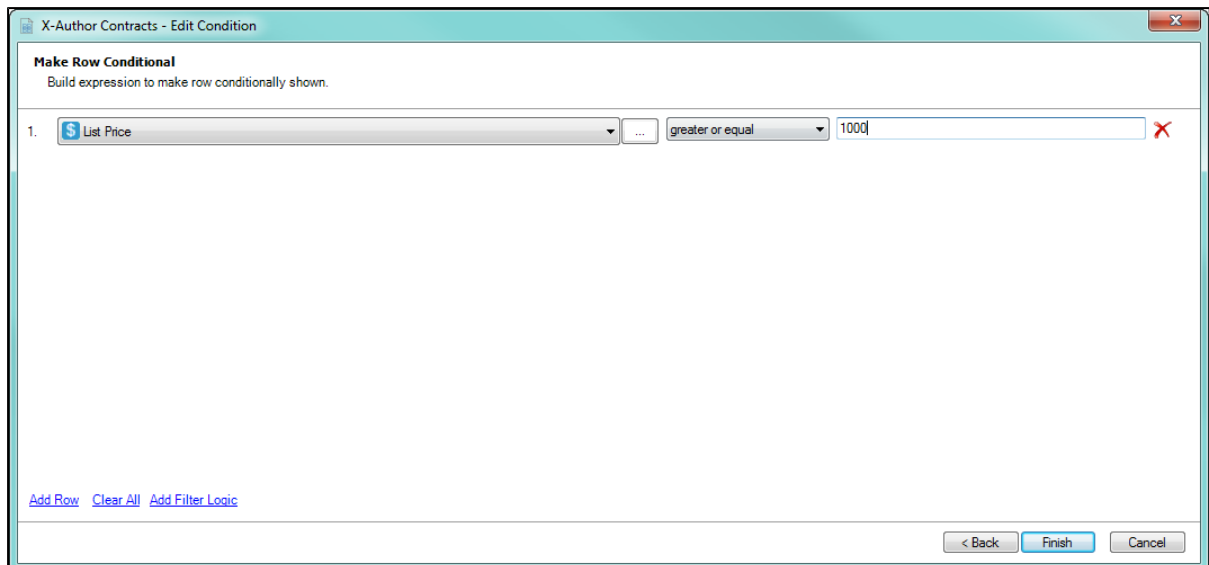 X-Author Contracts - Edit Condition
Make Row Conditional
Build expression to make row conditionally shown.
1. $ List Price ... greater or equal 1000
Add Row Clear All Add Filter Logic
< Back Finish Cancel